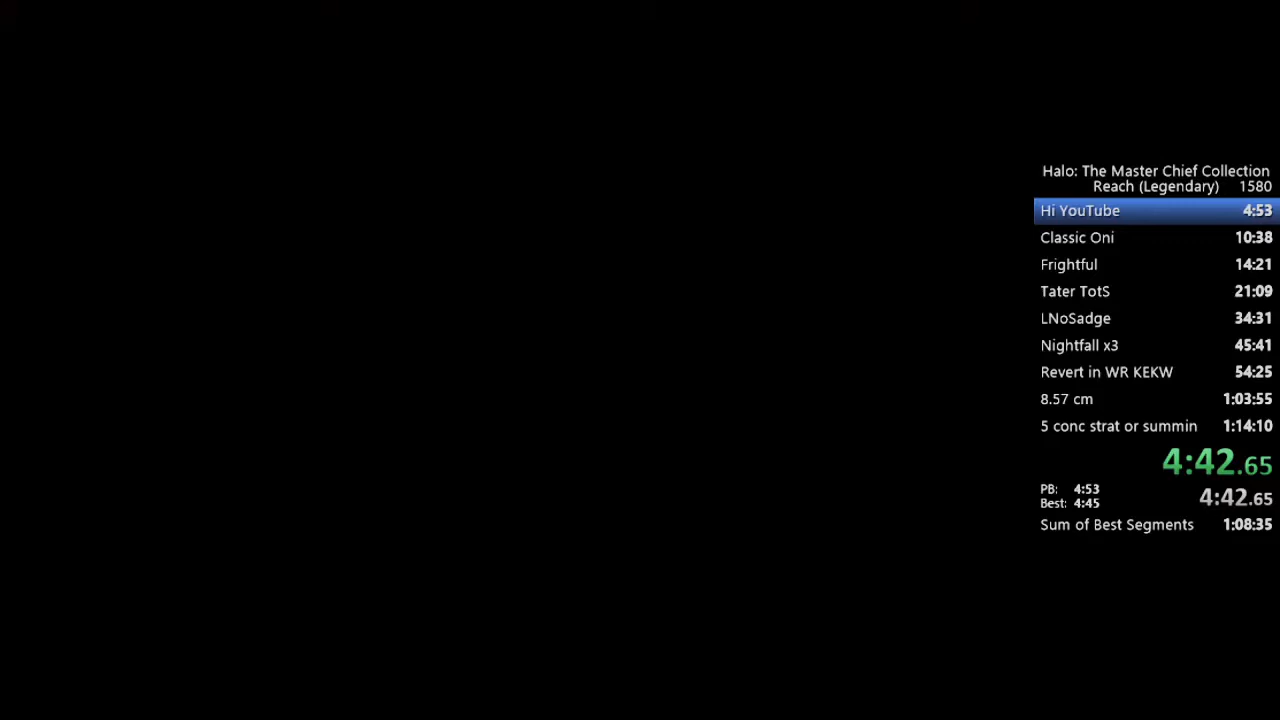 Halo: The Master Chief Collection
Reach (Legendary) 1580
Hi YouTube 4:53
Classic Oni 10:38
Frightful 14:21
Tater TotS 21:09
LNoSadge 34:31
Nightfall x3 45:41
Revert in WR KEKW 54:25
8.57 cm 1:03:55
5 conc strat or summin 1:14:10
4:42.65
PB: 4:53
Best: 4:45
4:42.65
Sum of Best Segments 1:08:35